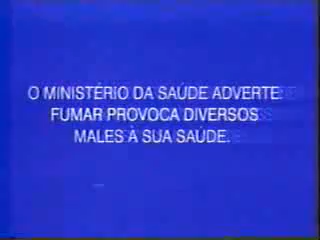 O MINISTÉRIO DA SAÚDE ADVERTE:
FUMAR PROVOCA DIVERSOS
MALES À SUA SAÚDE.